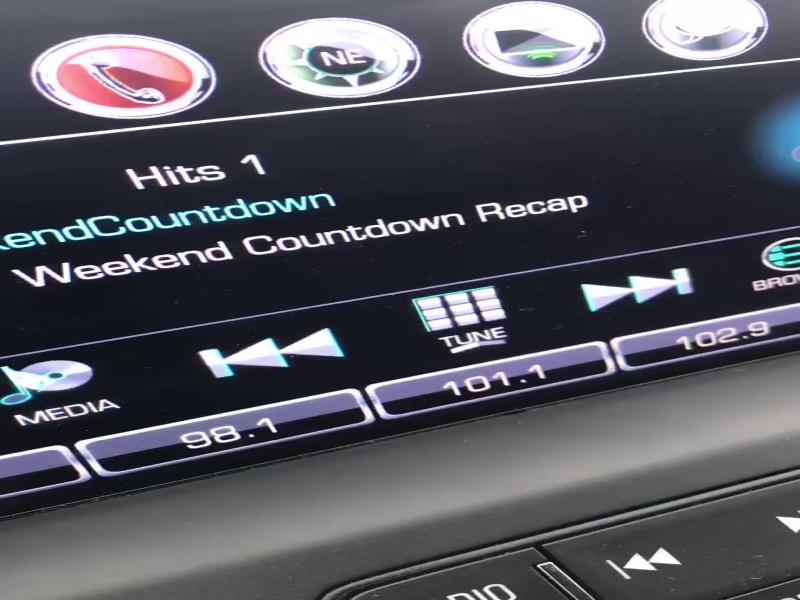 NE
Hits 1
kendCountdown
Weekend Countdown Recap
TUNE
MEDIA
98.1
101.1
102.9